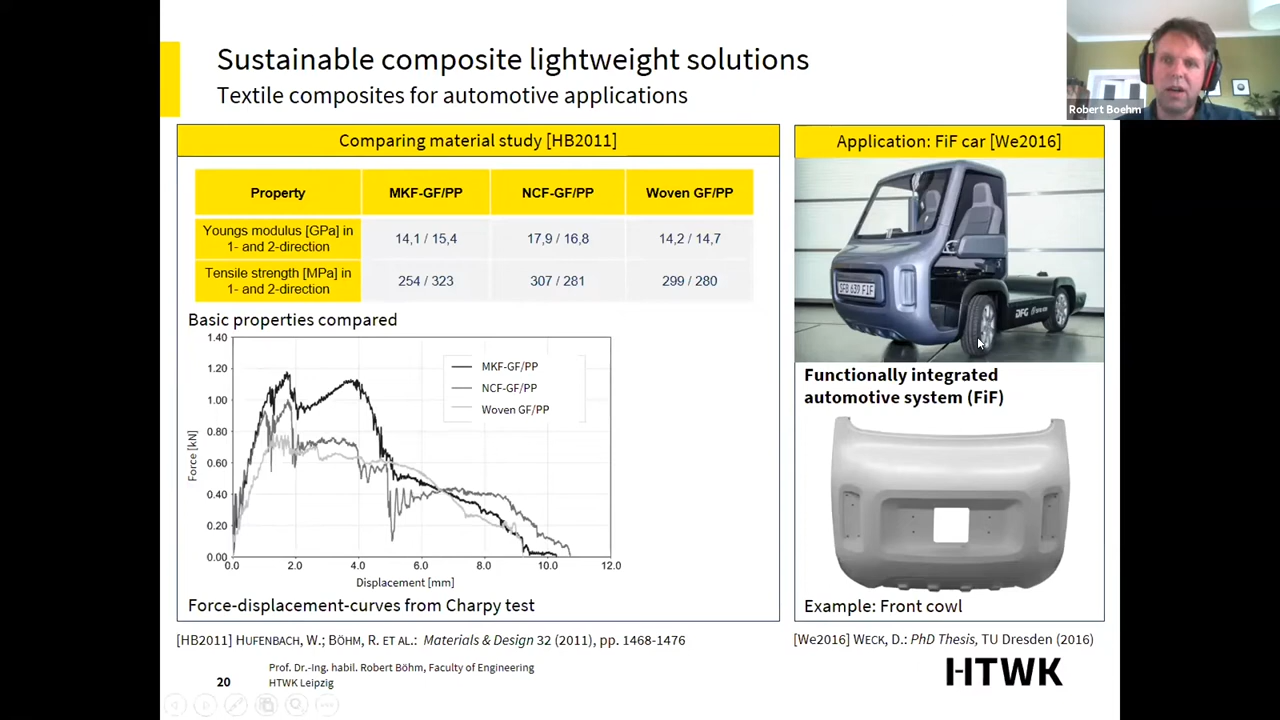 Sustainable composite lightweight solutions
Textile composites for automotive applications
Robert Boehm
Comparing material study [HB2011]
Property MKF-GF/PP NCF-GF/PP Woven GF/PP
Youngs modulus [GPa] in
1- and 2-direction
14,1 / 15,4 17,9 / 16,8 14,2 / 14,7
Tensile strength [MPa] in
1- and 2-direction
254 / 323 307 / 281 299 / 280
Basic properties compared
1.40
1.20
1.00
0.80
0.60
0.40
0.20
0.00
Force [kN]
MKF-GF/PP
NCF-GF/PP
Woven GF/PP
0.0 2.0 4.0 6.0 8.0 10.0 12.0
Displacement [mm]
Force-displacement-curves from Charpy test
Application: FiF car [We2016]
SFB 639 FIF
DFG
Functionally integrated
automotive system (FiF)
Example: Front cowl
[HB2011] HUFENBACH, W.; BÖHM, R. ET AL.: Materials & Design 32 (2011), pp. 1468-1476
[We2016] WECK, D.: PhD Thesis, TU Dresden (2016)
20
Prof. Dr.-Ing. habil. Robert Böhm, Faculty of Engineering
HTWK Leipzig
HTWK